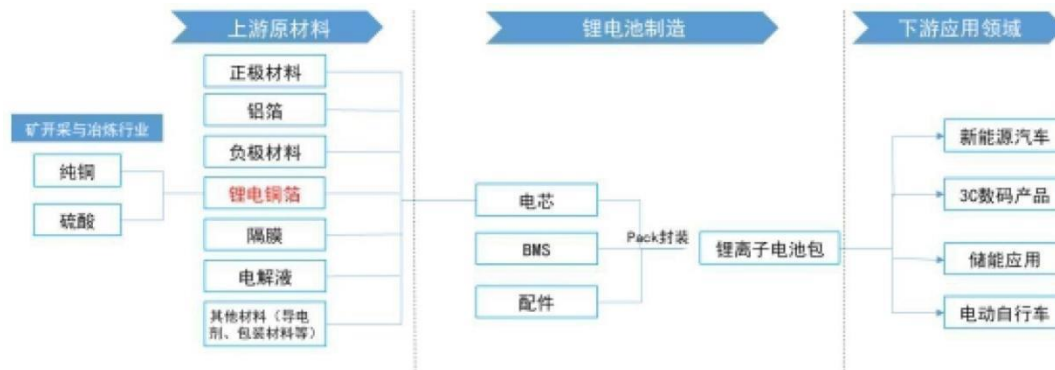 上游原材料
锂电池制造
下游应用领域
矿开采与冶炼行业
纯铜
硫酸
正极材料
铝箔
负极材料
锂电铜箔
隔膜
电解液
其他材料（导电
剂、包装材料等）
电芯
BMS
配件
Pack封装
锂离子电池包
新能源汽车
3C数码产品
储能应用
电动自行车